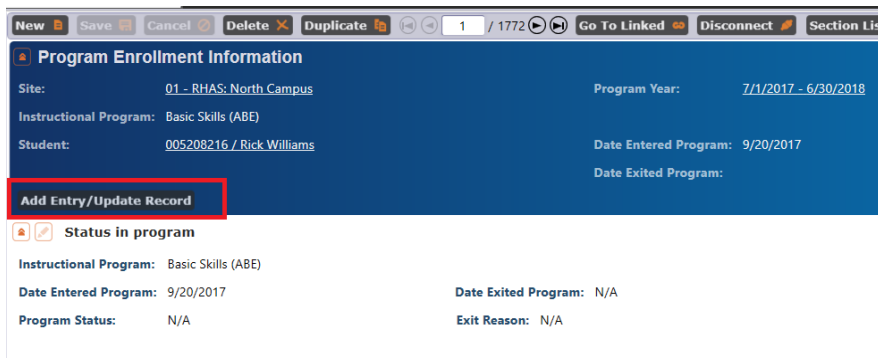 New Save Cancel Delete Duplicate 1 / 1772 Go To Linked Disconnect Section Lis
Program Enrollment Information
Site: 01 - RHAS: North Campus Program Year: 7/1/2017 - 6/30/2018
Instructional Program: Basic Skills (ABE)
Student: 005208216 / Rick Williams Date Entered Program: 9/20/2017
Date Exited Program:
Add Entry/Update Record
Status in program
Instructional Program: Basic Skills (ABE)
Date Entered Program: 9/20/2017 Date Exited Program: N/A
Program Status: N/A Exit Reason: N/A